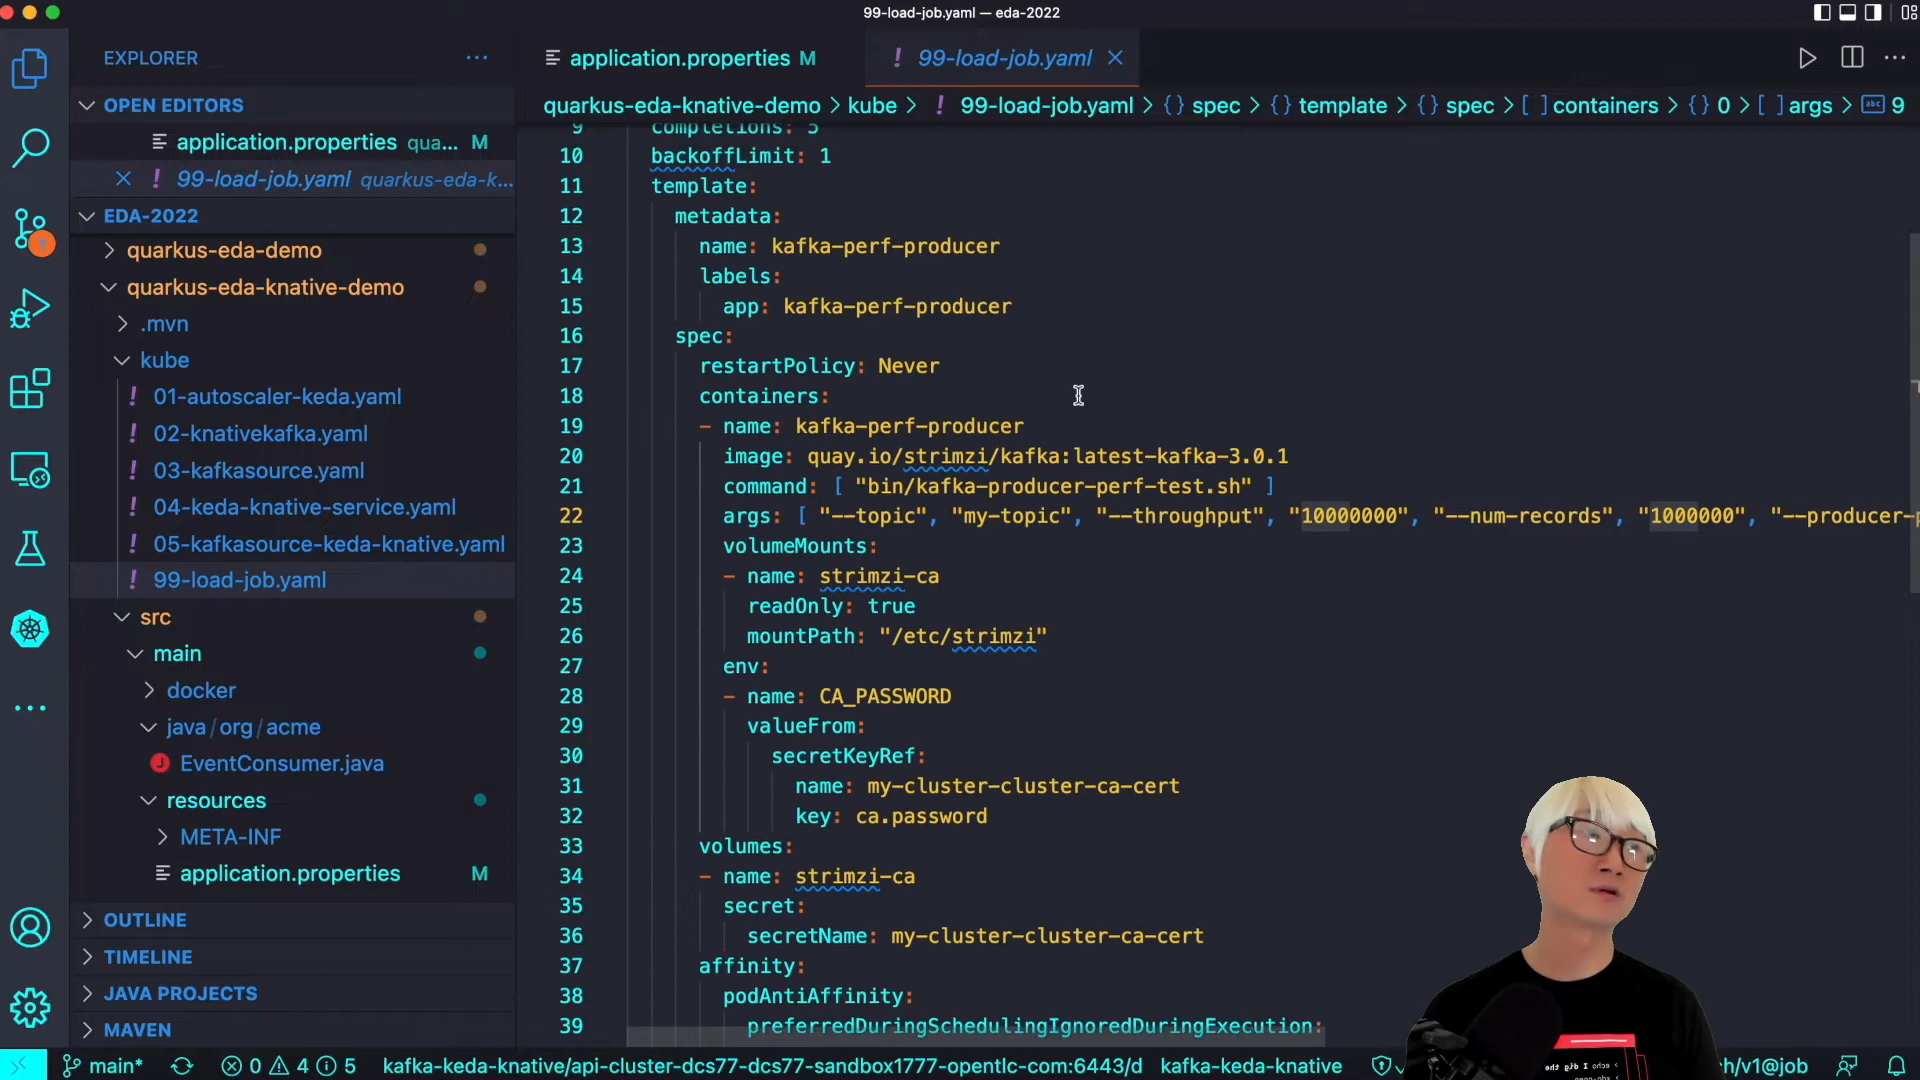 99-load-job.yaml — eda-2022
EXPLORER
application.properties M
! 99-load-job.yaml
OPEN EDITORS
quarkus-eda-knative-demo > kube > ! 99-load-job.yaml > {} spec > {} template > {} spec > [ ] containers > {} 0 > [ ] args > abc 9
application.properties qua... M
! 99-load-job.yaml quarkus-eda-k...
EDA-2022
quarkus-eda-demo
quarkus-eda-knative-demo
.mvn
kube
! 01-autoscaler-keda.yaml
! 02-knativekafka.yaml
! 03-kafkasource.yaml
! 04-keda-knative-service.yaml
! 05-kafkasource-keda-knative.yaml
! 99-load-job.yaml
src
main
docker
java / org / acme
J EventConsumer.java
resources
META-INF
application.properties M
OUTLINE
TIMELINE
JAVA PROJECTS
MAVEN
9 completions: 5
10 backoffLimit: 1
11 template:
12 metadata:
13 name: kafka-perf-producer
14 labels:
15 app: kafka-perf-producer
16 spec:
17 restartPolicy: Never
18 containers:
19 - name: kafka-perf-producer
20 image: quay.io/strimzi/kafka:latest-kafka-3.0.1
21 command: [ "bin/kafka-producer-perf-test.sh" ]
22 args: [ "--topic", "my-topic", "--throughput", "10000000", "--num-records", "1000000", "--producer-p
23 volumeMounts:
24 - name: strimzi-ca
25 readOnly: true
26 mountPath: "/etc/strimzi"
27 env:
28 - name: CA_PASSWORD
29 valueFrom:
30 secretKeyRef:
31 name: my-cluster-cluster-ca-cert
32 key: ca.password
33 volumes:
34 - name: strimzi-ca
35 secret:
36 secretName: my-cluster-cluster-ca-cert
37 affinity:
38 podAntiAffinity:
39 preferredDuringSchedulingIgnoredDuringExecution:
main* 0 4 5 kafka-keda-knative/api-cluster-dcs77-dcs77-sandbox1777-opentlc-com:6443/d kafka-keda-knative ch/v1@job